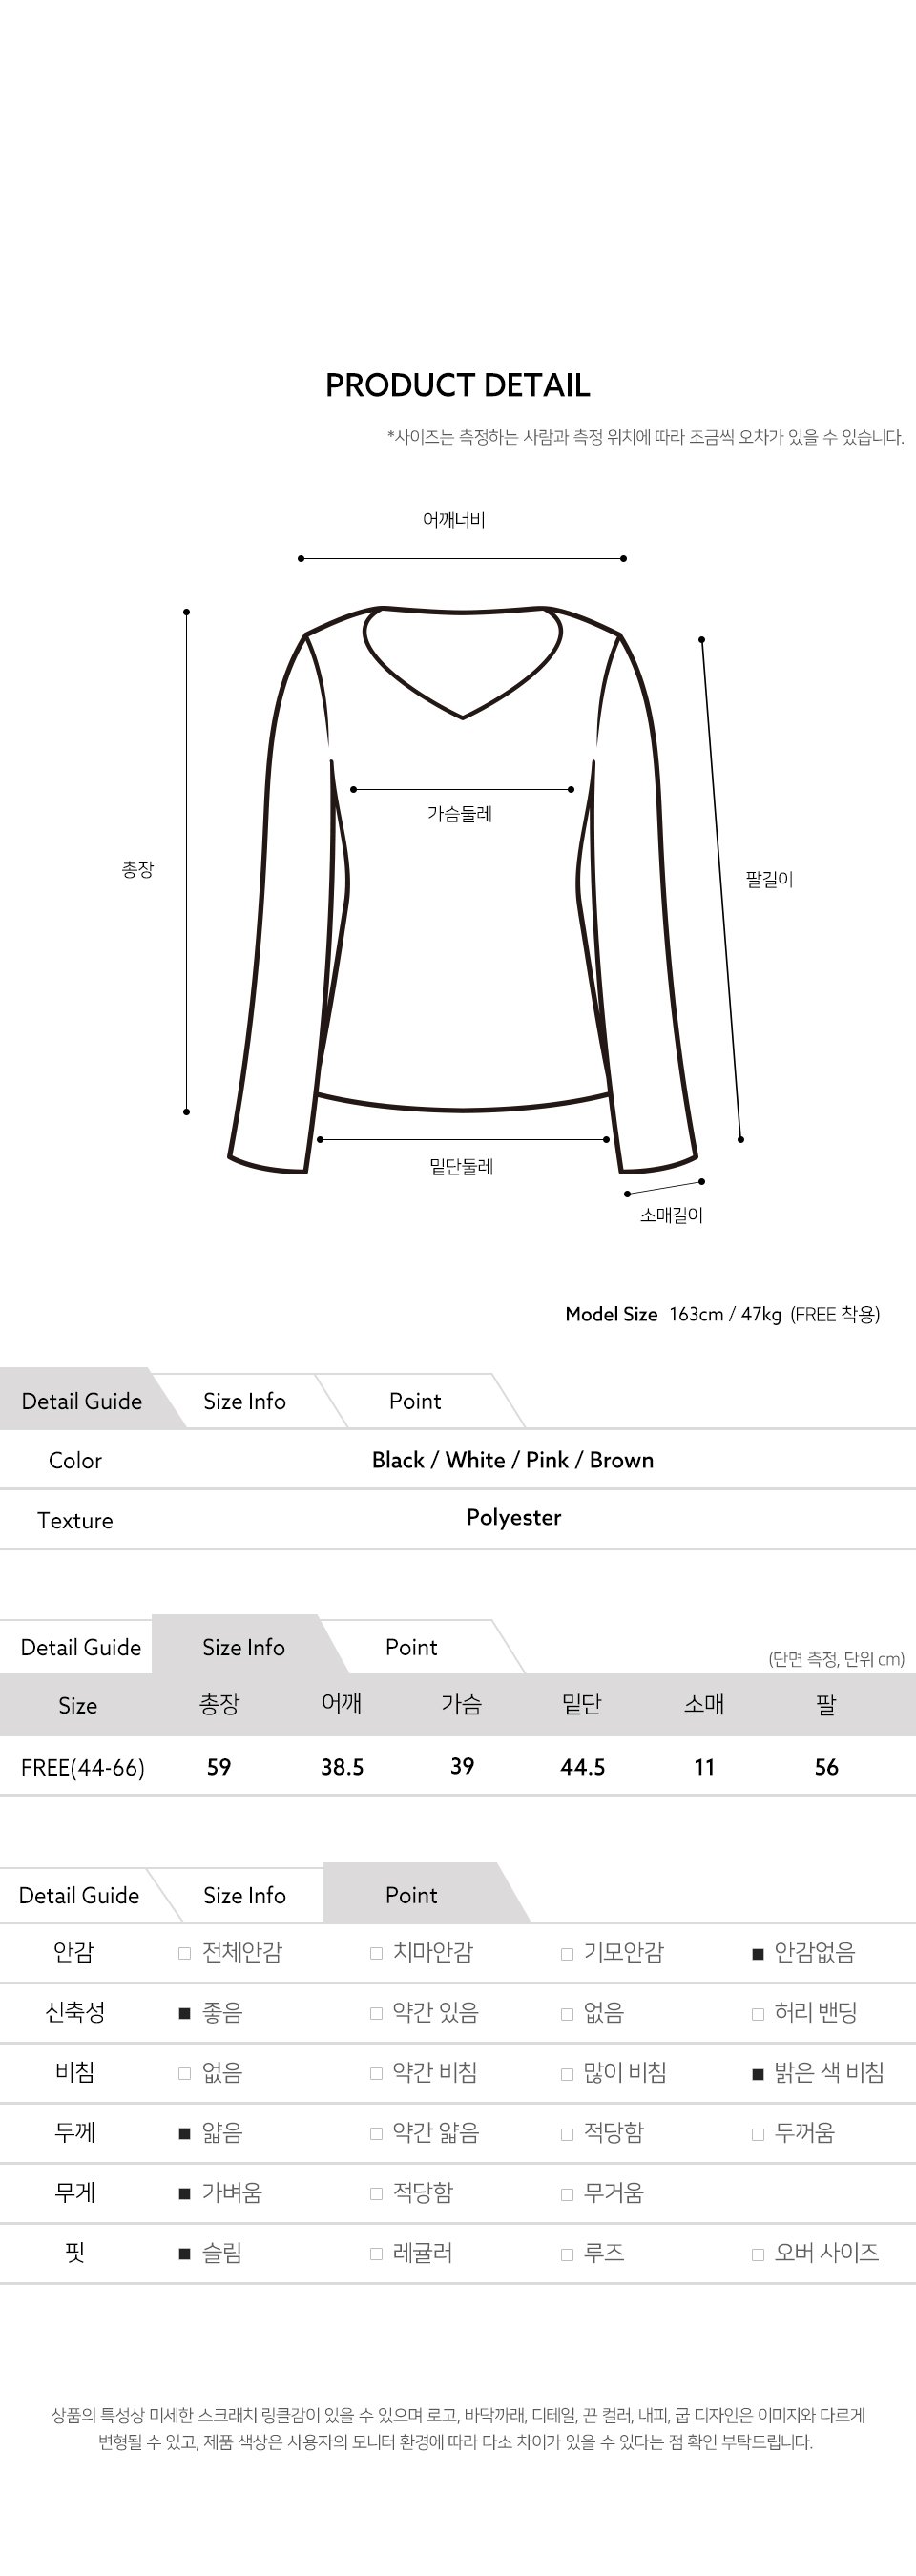 PRODUCT DETAIL
*사이즈는 측정하는 사람과 측정 위치에 따라 조금씩 오차가 있을 수 있습니다.
어깨너비
가슴둘레
총장
팔길이
밑단둘레
소매길이
Model Size 163cm / 47kg (FREE 착용)
Detail Guide Size Info Point
Color Black / White / Pink / Brown
Texture Polyester
Detail Guide Size Info Point (단면 측정, 단위 cm)
Size 총장 어깨 가슴 밑단 소매 팔
FREE(44-66) 59 38.5 39 44.5 11 56
Detail Guide Size Info Point
안감 □ 전체안감 □ 치마안감 □ 기모안감 ■ 안감없음
신축성 ■ 좋음 □ 약간 있음 □ 없음 □ 허리 밴딩
비침 □ 없음 □ 약간 비침 □ 많이 비침 ■ 밝은 색 비침
두께 ■ 얇음 □ 약간 얇음 □ 적당함 □ 두꺼움
무게 ■ 가벼움 □ 적당함 □ 무거움
핏 ■ 슬림 □ 레귤러 □ 루즈 □ 오버 사이즈
상품의 특성상 미세한 스크래치 링클감이 있을 수 있으며 로고, 바닥까래, 디테일, 끈 컬러, 내피, 굽 디자인은 이미지와 다르게
변형될 수 있고, 제품 색상은 사용자의 모니터 환경에 따라 다소 차이가 있을 수 있다는 점 확인 부탁드립니다.